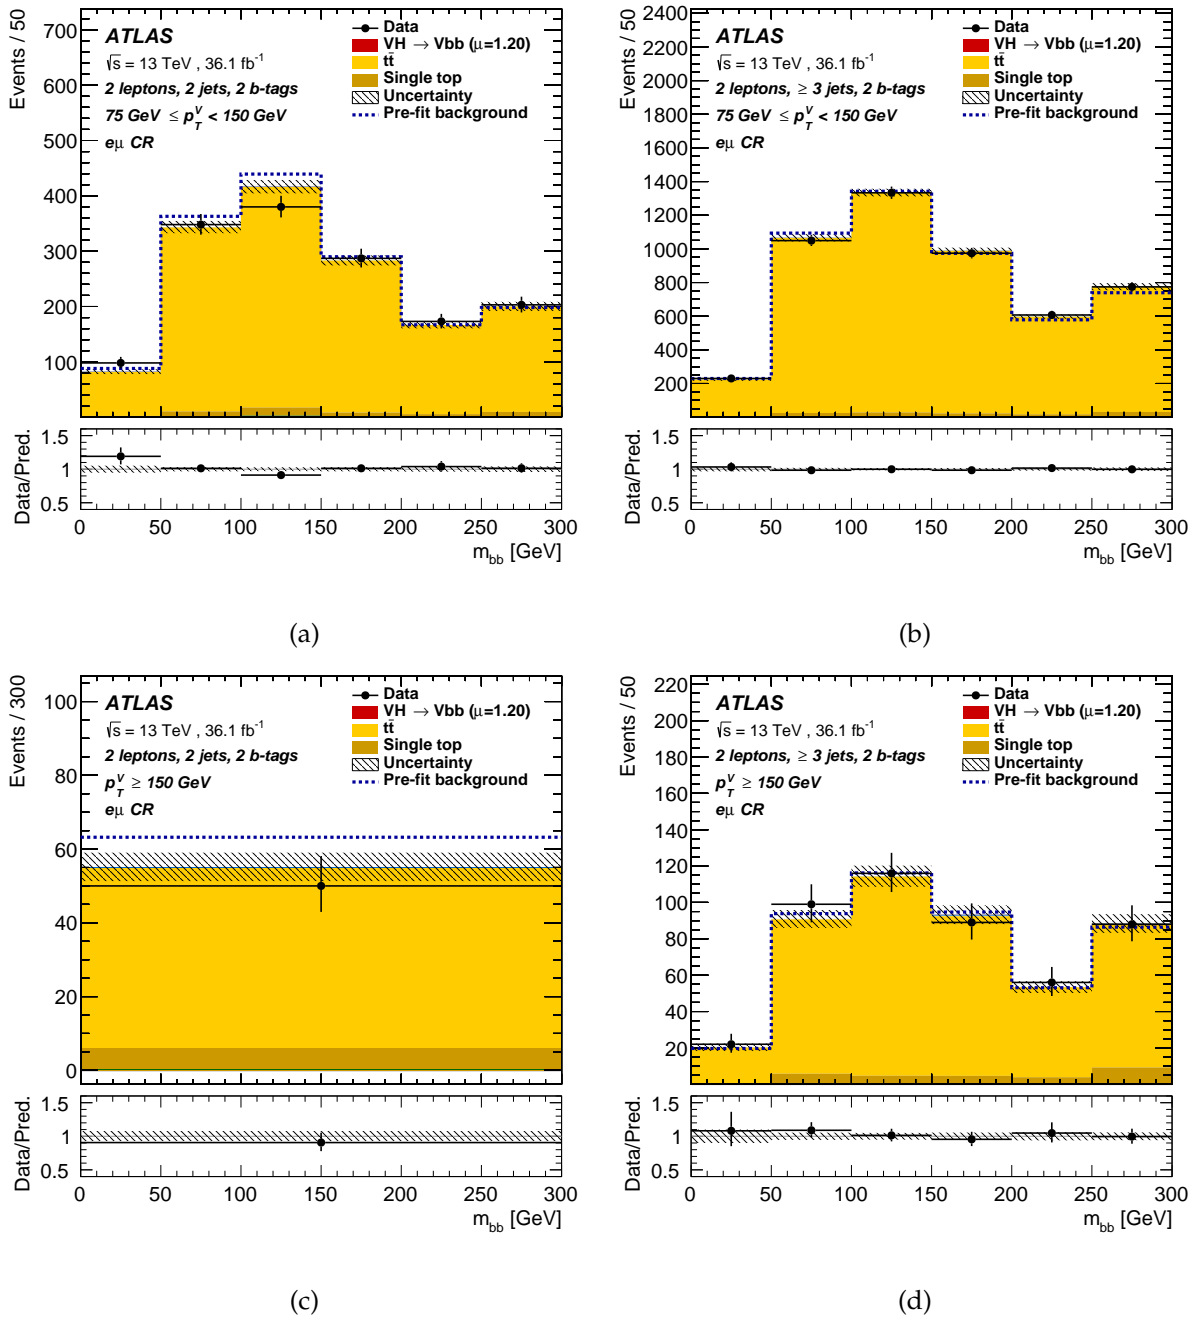 Events / 50
700
600
500
400
300
200
100
ATLAS
√s = 13 TeV , 36.1 fb⁻¹
2 leptons, 2 jets, 2 b-tags
75 GeV ≤ p_T^V < 150 GeV
eμ CR
Data
VH → Vbb (μ=1.20)
tt̄
Single top
Uncertainty
Pre-fit background
Data/Pred.
1.5
1
0.5
0 50 100 150 200 250 300
m_bb [GeV]
(a)
Events / 50
2400
2200
2000
1800
1600
1400
1200
1000
800
600
400
200
ATLAS
√s = 13 TeV , 36.1 fb⁻¹
2 leptons, ≥ 3 jets, 2 b-tags
75 GeV ≤ p_T^V < 150 GeV
eμ CR
Data
VH → Vbb (μ=1.20)
tt̄
Single top
Uncertainty
Pre-fit background
Data/Pred.
1.5
1
0.5
0 50 100 150 200 250 300
m_bb [GeV]
(b)
Events / 300
100
80
60
40
20
0
ATLAS
√s = 13 TeV , 36.1 fb⁻¹
2 leptons, 2 jets, 2 b-tags
p_T^V ≥ 150 GeV
eμ CR
Data
VH → Vbb (μ=1.20)
tt̄
Single top
Uncertainty
Pre-fit background
Data/Pred.
1.5
1
0.5
0 50 100 150 200 250 300
m_bb [GeV]
(c)
Events / 50
220
200
180
160
140
120
100
80
60
40
20
ATLAS
√s = 13 TeV , 36.1 fb⁻¹
2 leptons, ≥ 3 jets, 2 b-tags
p_T^V ≥ 150 GeV
eμ CR
Data
VH → Vbb (μ=1.20)
tt̄
Single top
Uncertainty
Pre-fit background
Data/Pred.
1.5
1
0.5
0 50 100 150 200 250 300
m_bb [GeV]
(d)